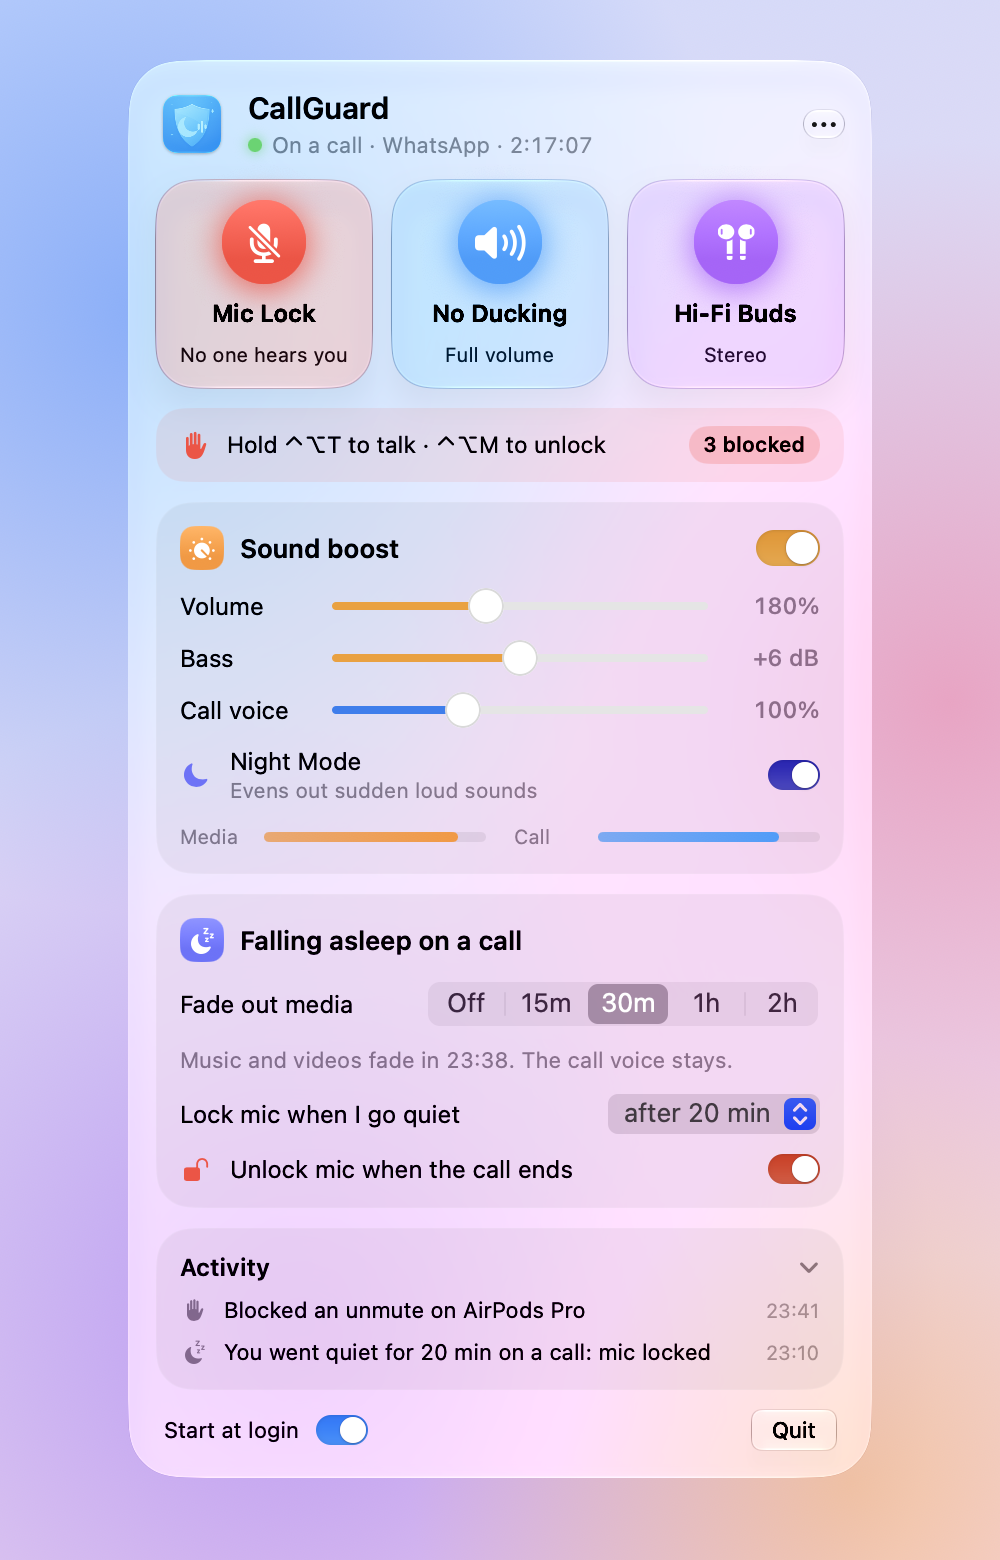 CallGuard
On a call · WhatsApp · 2:17:07
Mic Lock
No one hears you
No Ducking
Full volume
Hi-Fi Buds
Stereo
Hold ⌃⌥T to talk · ⌃⌥M to unlock
3 blocked
Sound boost
Volume 180%
Bass +6 dB
Call voice 100%
Night Mode
Evens out sudden loud sounds
Media Call
Falling asleep on a call
Fade out media Off 15m 30m 1h 2h
Music and videos fade in 23:38. The call voice stays.
Lock mic when I go quiet after 20 min
Unlock mic when the call ends
Activity
Blocked an unmute on AirPods Pro 23:41
You went quiet for 20 min on a call: mic locked 23:10
Start at login Quit